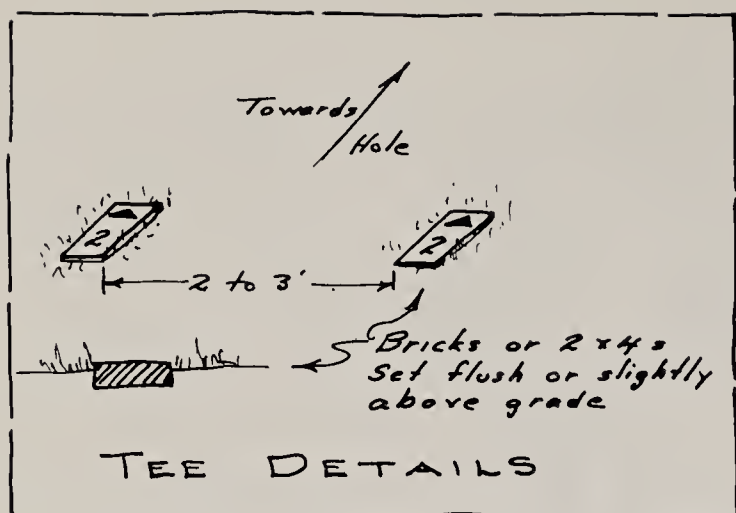 Towards
Hole
2
2
2 to 3'
Bricks or 2x4s
Set flush or slightly
above grade
TEE DETAILS